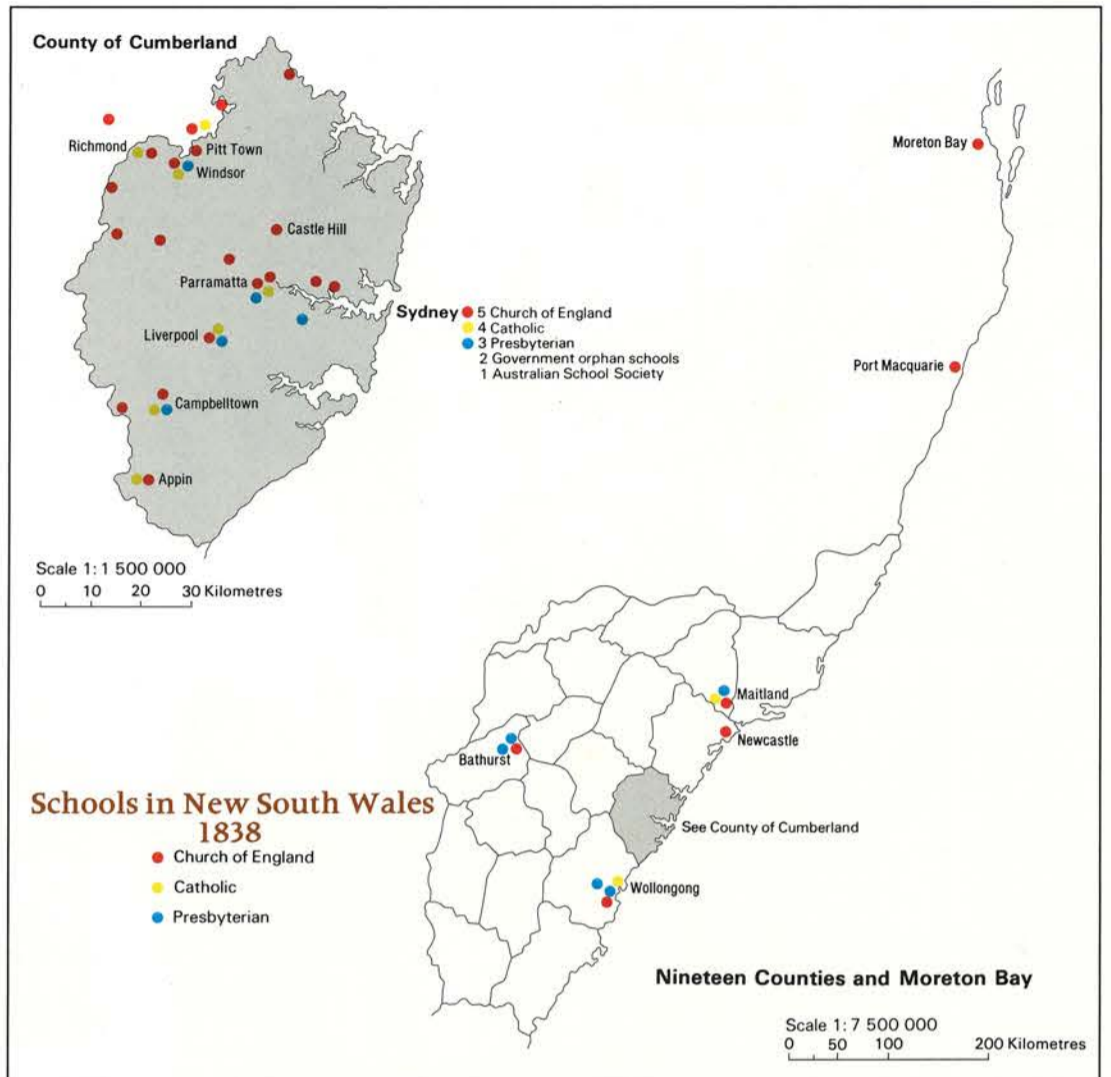 County of Cumberland
Richmond
Pitt Town
Windsor
Castle Hill
Parramatta
Sydney 5 Church of England
4 Catholic
3 Presbyterian
2 Government orphan schools
1 Australian School Society
Liverpool
Campbelltown
Appin
Scale 1:1 500 000
0 10 20 30 Kilometres
Moreton Bay
Port Macquarie
Maitland
Newcastle
Bathurst
See County of Cumberland
Wollongong
Schools in New South Wales
1838
Church of England
Catholic
Presbyterian
Nineteen Counties and Moreton Bay
Scale 1:7 500 000
0 50 100 200 Kilometres